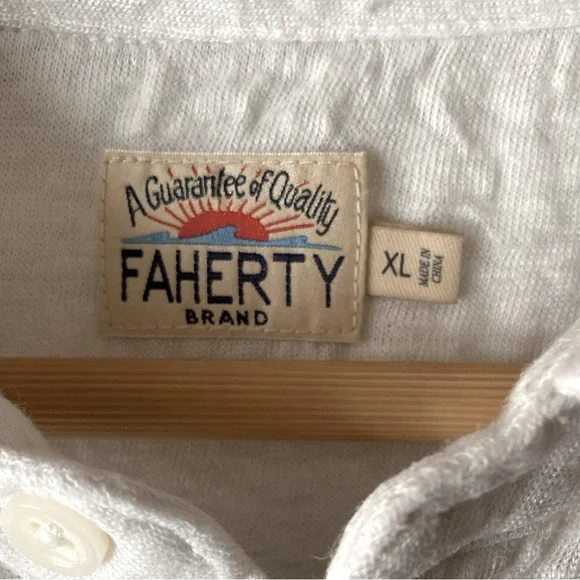 A Guarantee of Quality
FAHERTY
BRAND
XL
MADE IN
CHINA